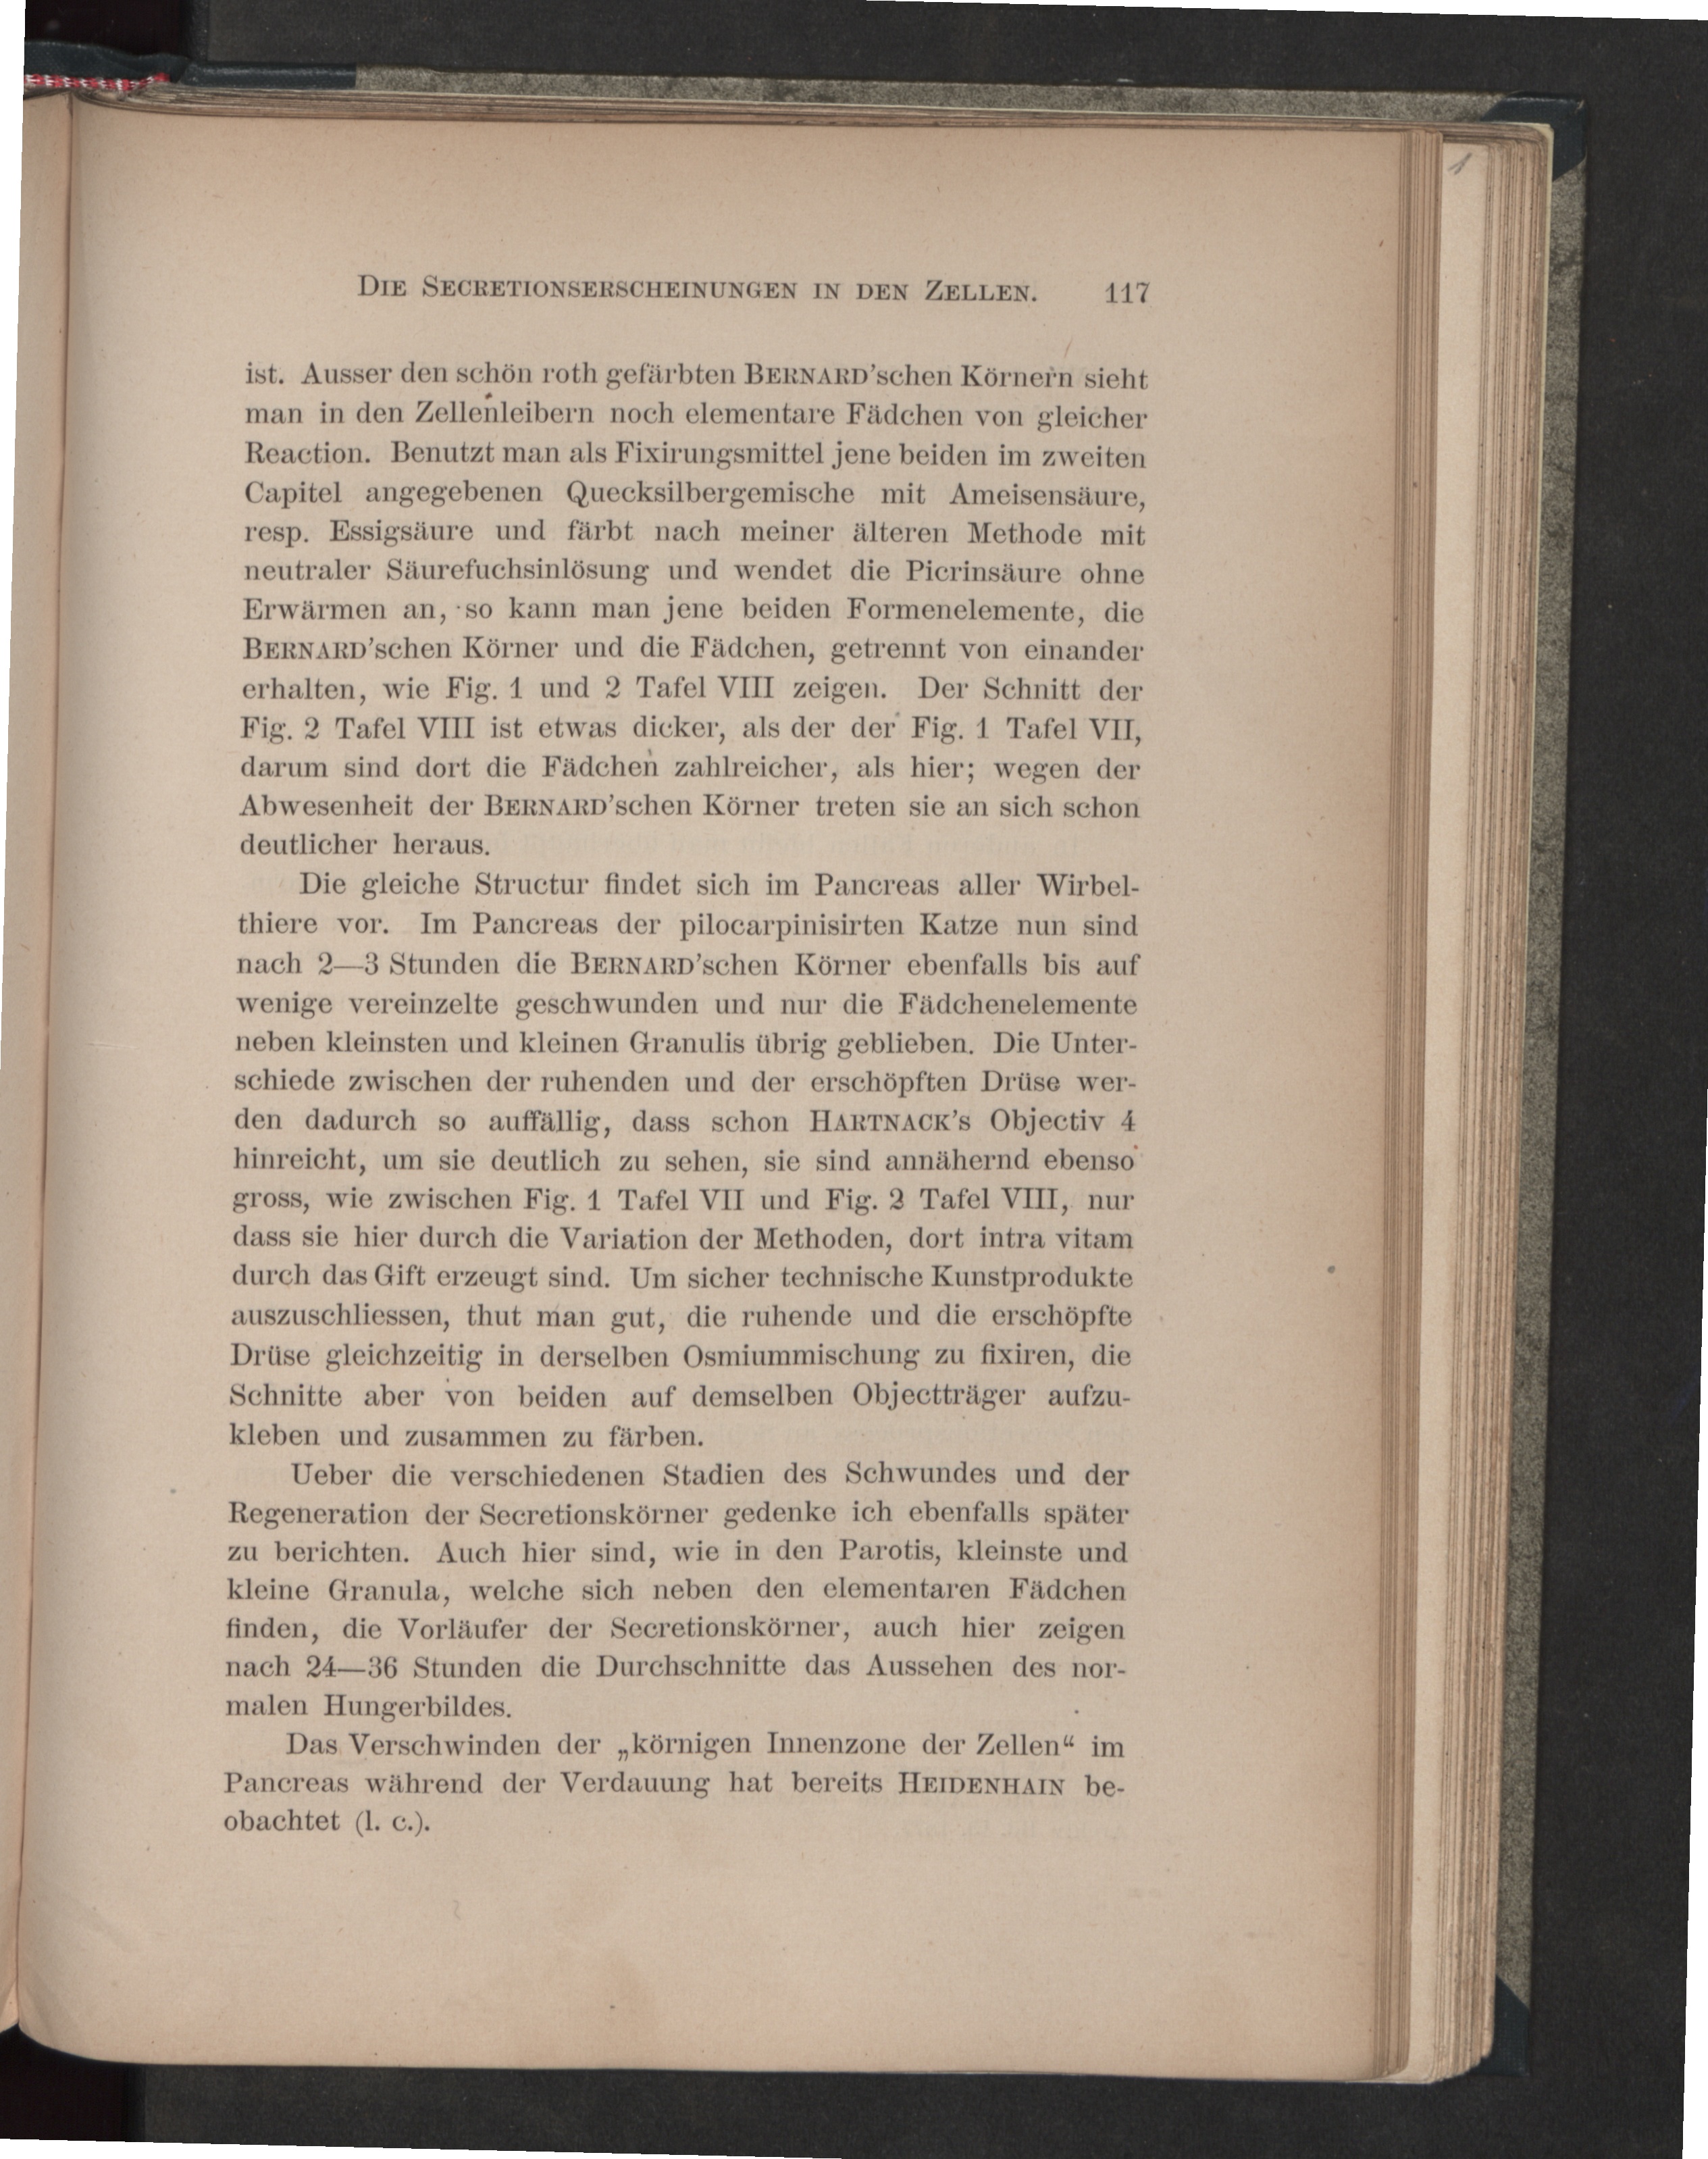 DIE SECRETIONSERSCHEINUNGEN IN DEN ZELLEN. 117
ist. Ausser den schön roth gefärbten BERNARD'schen Körnern sieht
man in den Zellenleibern noch elementare Fädchen von gleicher
Reaction. Benutzt man als Fixirungsmittel jene beiden im zweiten
Capitel angegebenen Quecksilbergemische mit Ameisensäure,
resp. Essigsäure und färbt nach meiner älteren Methode mit
neutraler Säurefuchsinlösung und wendet die Picrinsäure ohne
Erwärmen an, so kann man jene beiden Formenelemente, die
BERNARD'schen Körner und die Fädchen, getrennt von einander
erhalten, wie Fig. 1 und 2 Tafel VIII zeigen. Der Schnitt der
Fig. 2 Tafel VIII ist etwas dicker, als der der Fig. 1 Tafel VII,
darum sind dort die Fädchen zahlreicher, als hier; wegen der
Abwesenheit der BERNARD'schen Körner treten sie an sich schon
deutlicher heraus.
Die gleiche Structur findet sich im Pancreas aller Wirbel-
thiere vor. Im Pancreas der pilocarpinisirten Katze nun sind
nach 2—3 Stunden die BERNARD'schen Körner ebenfalls bis auf
wenige vereinzelte geschwunden und nur die Fädchenelemente
neben kleinsten und kleinen Granulis übrig geblieben. Die Unter-
schiede zwischen der ruhenden und der erschöpften Drüse wer-
den dadurch so auffällig, dass schon HARTNACK's Objectiv 4
hinreicht, um sie deutlich zu sehen, sie sind annähernd ebenso
gross, wie zwischen Fig. 1 Tafel VII und Fig. 2 Tafel VIII, nur
dass sie hier durch die Variation der Methoden, dort intra vitam
durch das Gift erzeugt sind. Um sicher technische Kunstprodukte
auszuschliessen, thut man gut, die ruhende und die erschöpfte
Drüse gleichzeitig in derselben Osmiummischung zu fixiren, die
Schnitte aber von beiden auf demselben Objectträger aufzu-
kleben und zusammen zu färben.
Ueber die verschiedenen Stadien des Schwundes und der
Regeneration der Secretionskörner gedenke ich ebenfalls später
zu berichten. Auch hier sind, wie in den Parotis, kleinste und
kleine Granula, welche sich neben den elementaren Fädchen
finden, die Vorläufer der Secretionskörner, auch hier zeigen
nach 24—36 Stunden die Durchschnitte das Aussehen des nor-
malen Hungerbildes.
Das Verschwinden der „körnigen Innenzone der Zellen“ im
Pancreas während der Verdauung hat bereits HEIDENHAIN be-
obachtet (l. c.).